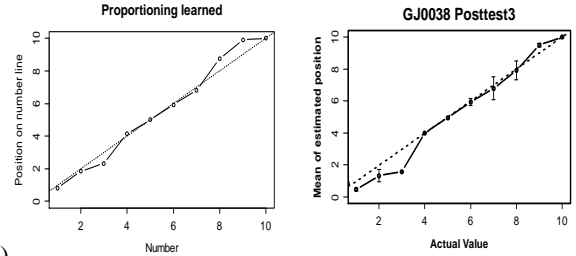 Proportioning learned
Position on number line
0 2 4 6 8 10
2 4 6 8 10
Number
)
GJ0038 Posttest3
Mean of estimated position
0 2 4 6 8 10
2 4 6 8 10
Actual Value